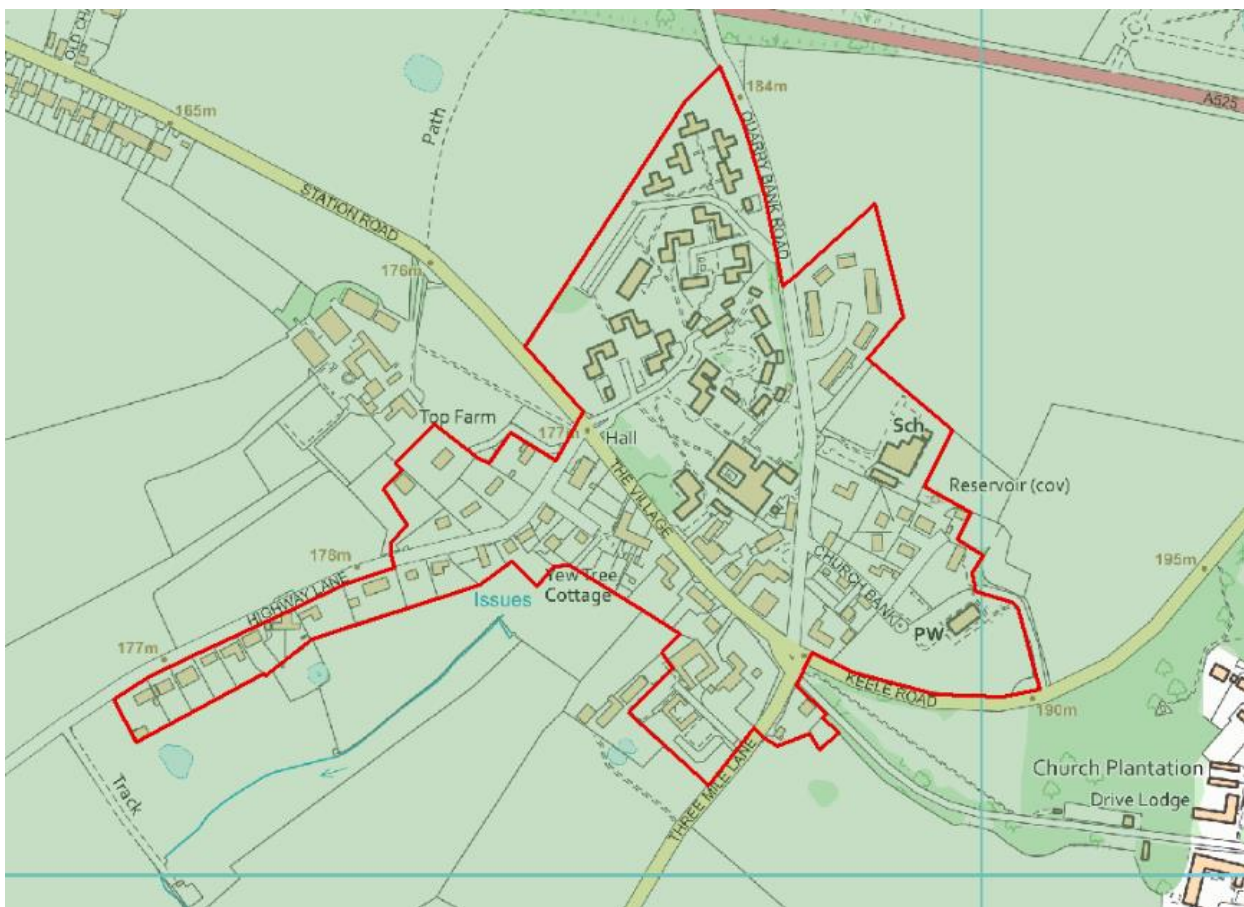 OLD CHA
184m
A525
165m
Path
QUARRY BANK ROAD
STATION ROAD
176m
Top Farm
177m
Hall
Sch
Reservoir (cov)
THE VILLAGE
178m
HIGHWAY LANE
Yew Tree
Cottage
Issues
CHURCH BANK
195m
PW
177m
KEELE ROAD
190m
THREE MILE LANE
Track
Church Plantation
Drive Lodge